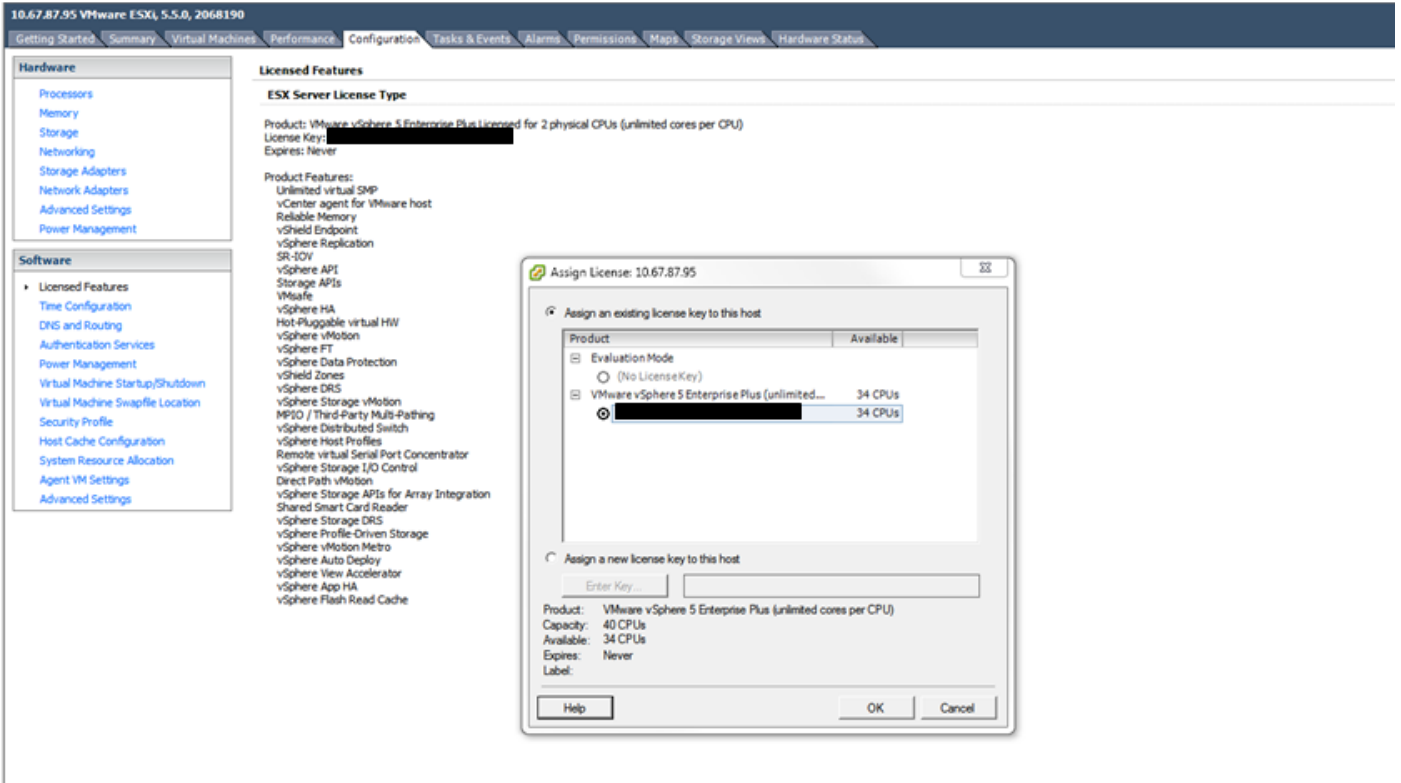 10.67.87.95 VMware ESXi, 5.5.0, 2068190
Getting Started Summary Virtual Machines Performance Configuration Tasks & Events Alarms Permissions Maps Storage Views Hardware Status
Hardware
Processors
Memory
Storage
Networking
Storage Adapters
Network Adapters
Advanced Settings
Power Management
Software
Licensed Features
Time Configuration
DNS and Routing
Authentication Services
Power Management
Virtual Machine Startup/Shutdown
Virtual Machine Swapfile Location
Security Profile
Host Cache Configuration
System Resource Allocation
Agent VM Settings
Advanced Settings
Licensed Features
ESX Server License Type
Product: VMware vSphere 5 Enterprise Plus Licensed for 2 physical CPUs (unlimited cores per CPU)
License Key:
Expires: Never
Product Features:
Unlimited virtual SMP
vCenter agent for VMware host
Reliable Memory
vShield Endpoint
vSphere Replication
SR-IOV
vSphere API
Storage APIs
VMsafe
vSphere HA
Hot-Pluggable virtual HW
vSphere vMotion
vSphere FT
vSphere Data Protection
vShield Zones
vSphere DRS
vSphere Storage vMotion
MPIO / Third-Party Multi-Pathing
vSphere Distributed Switch
vSphere Host Profiles
Remote virtual Serial Port Concentrator
vSphere Storage I/O Control
Direct Path vMotion
vSphere Storage APIs for Array Integration
Shared Smart Card Reader
vSphere Storage DRS
vSphere Profile-Driven Storage
vSphere vMotion Metro
vSphere Auto Deploy
vSphere View Accelerator
vSphere App HA
vSphere Flash Read Cache
Assign License: 10.67.87.95
Assign an existing license key to this host
Product Available
Evaluation Mode
(No License Key)
VMware vSphere 5 Enterprise Plus (unlimited... 34 CPUs
34 CPUs
Assign a new license key to this host
Enter Key...
Product: VMware vSphere 5 Enterprise Plus (unlimited cores per CPU)
Capacity: 40 CPUs
Available: 34 CPUs
Expires: Never
Label:
Help OK Cancel